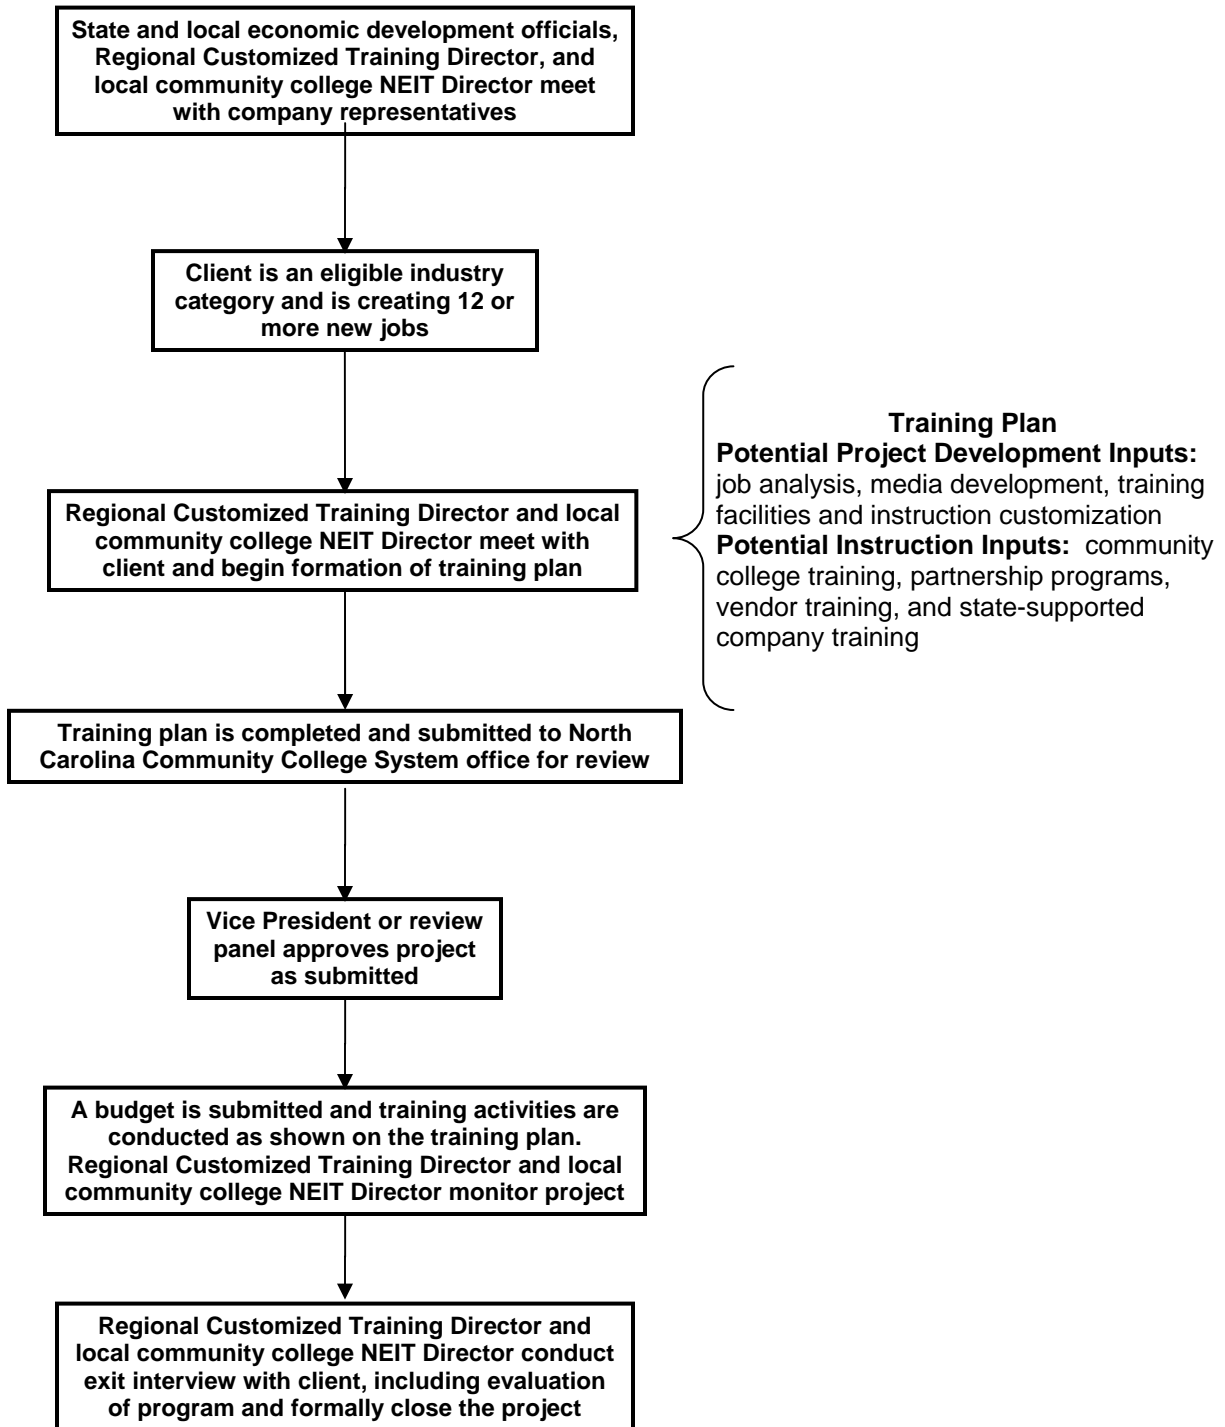 State and local economic development officials,
Regional Customized Training Director, and
local community college NEIT Director meet
with company representatives
Client is an eligible industry
category and is creating 12 or
more new jobs
Regional Customized Training Director and local
community college NEIT Director meet with
client and begin formation of training plan
Training Plan
Potential Project Development Inputs:
job analysis, media development, training
facilities and instruction customization
Potential Instruction Inputs: community
college training, partnership programs,
vendor training, and state-supported
company training
Training plan is completed and submitted to North
Carolina Community College System office for review
Vice President or review
panel approves project
as submitted
A budget is submitted and training activities are
conducted as shown on the training plan.
Regional Customized Training Director and local
community college NEIT Director monitor project
Regional Customized Training Director and
local community college NEIT Director conduct
exit interview with client, including evaluation
of program and formally close the project